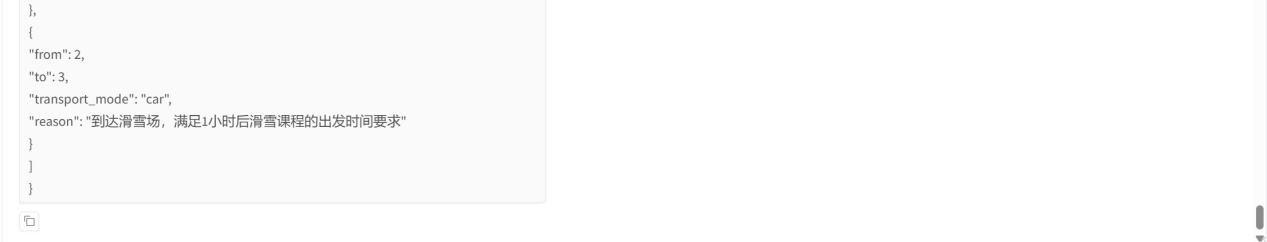 },
{
"from": 2,
"to": 3,
"transport_mode": "car",
"reason": "到达滑雪场，满足1小时后滑雪课程的出发时间要求"
}
]
}